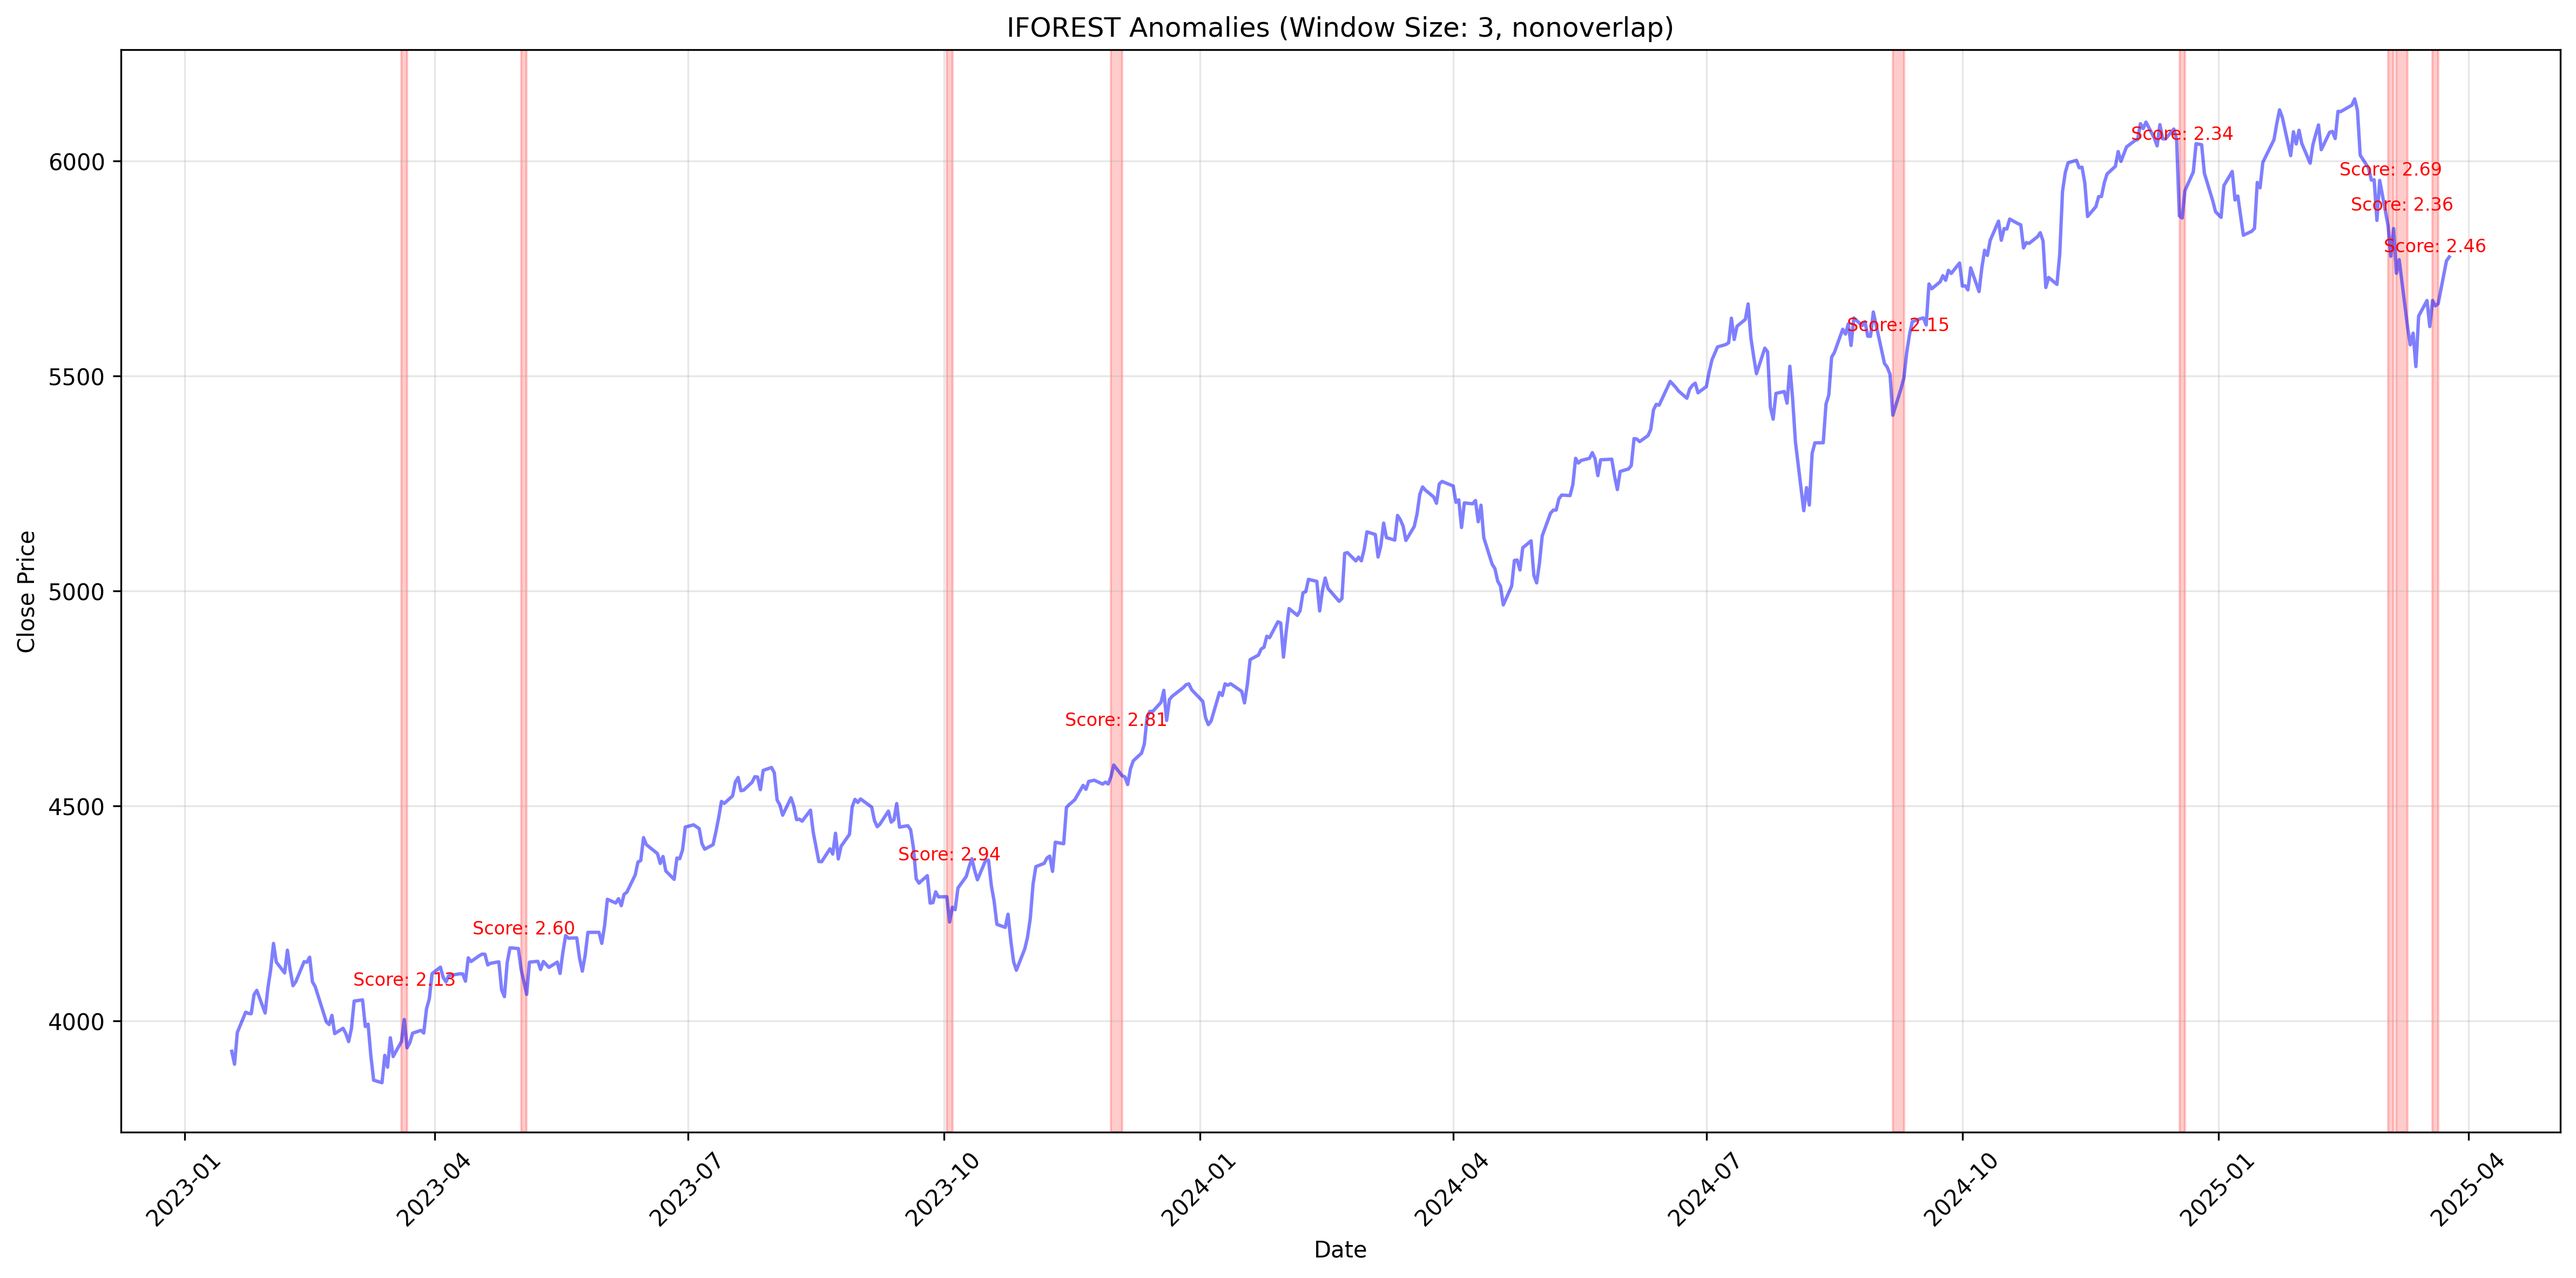 IFOREST Anomalies (Window Size: 3, nonoverlap)
Close Price
6000
5500
5000
4500
4000
Score: 2.13
Score: 2.60
Score: 2.94
Score: 2.81
Score: 2.15
Score: 2.34
Score: 2.69
Score: 2.36
Score: 2.46
2023-01
2023-04
2023-07
2023-10
2024-01
2024-04
2024-07
2024-10
2025-01
2025-04
Date